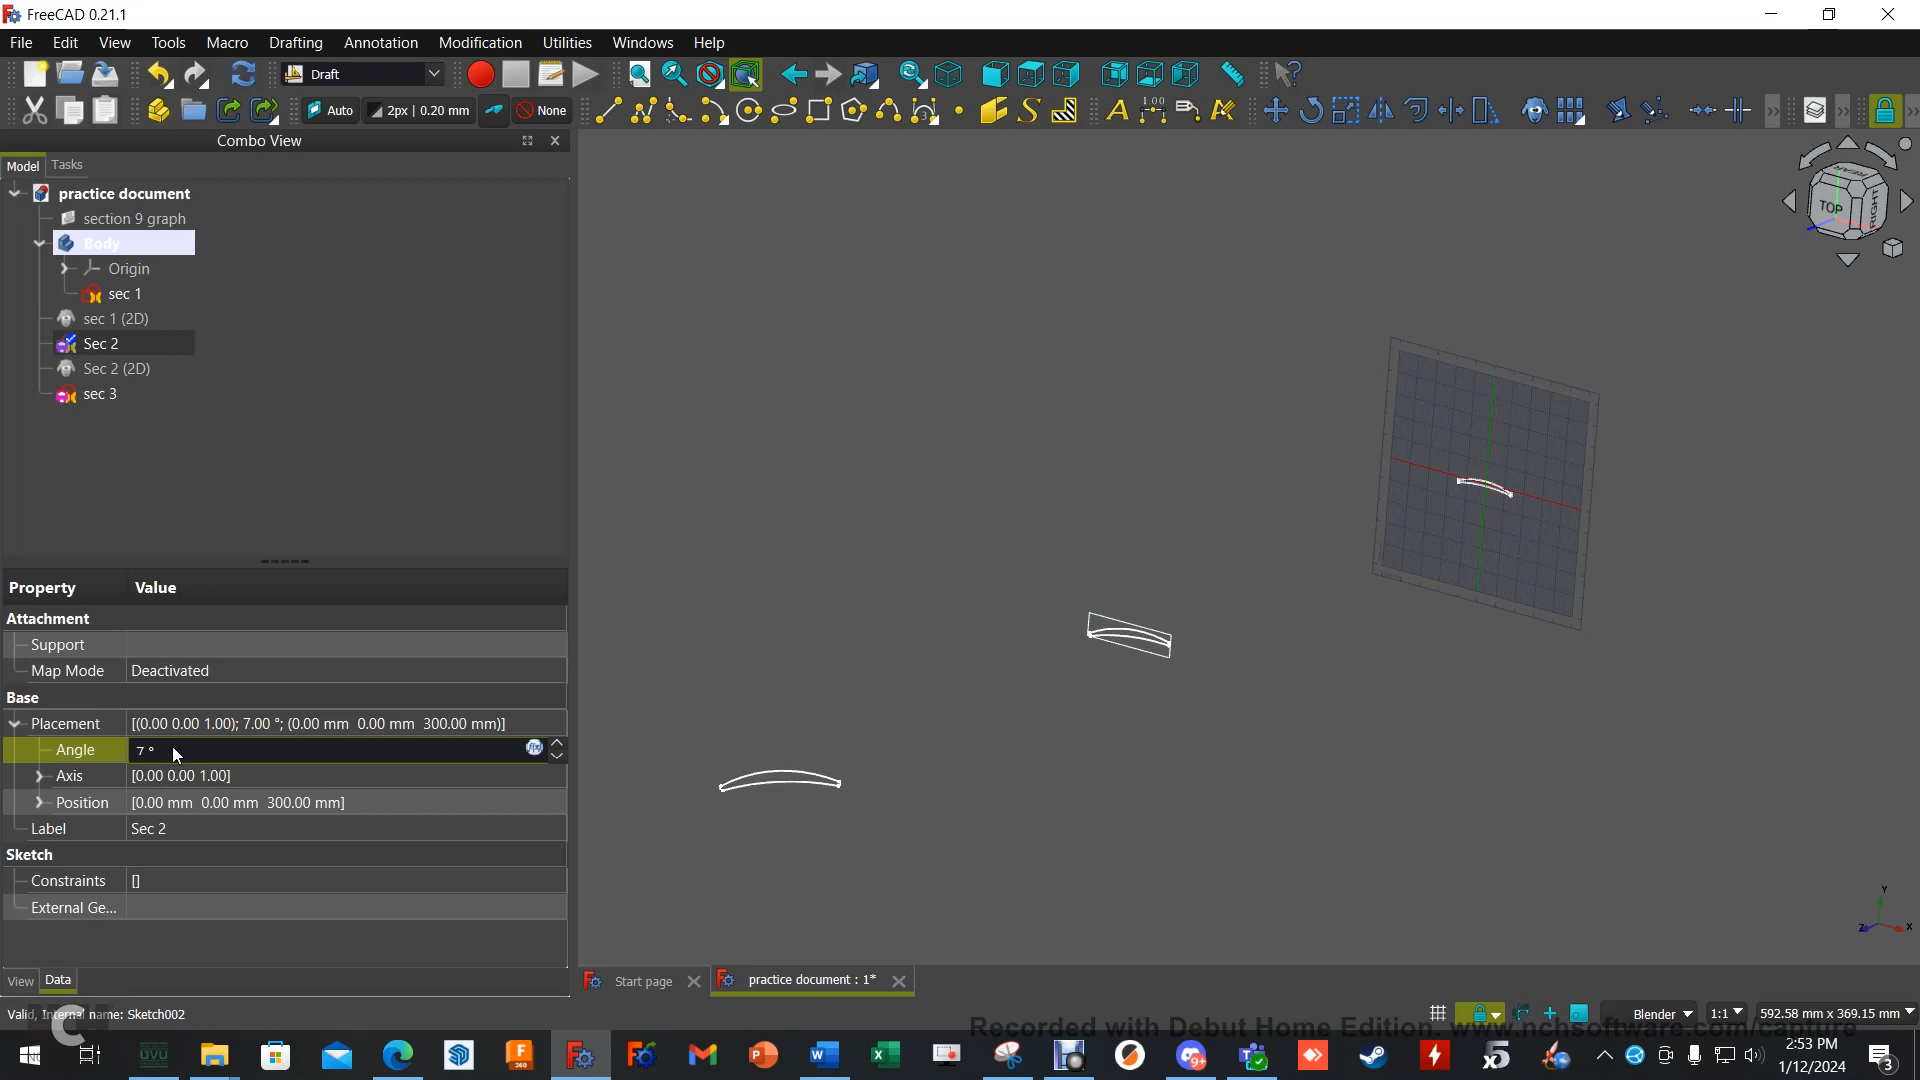 FreeCAD 0.21.1
File Edit View Tools Macro Drafting Annotation Modification Utilities Windows Help
Draft
Auto 2px | 0.20 mm None
Combo View
Model Tasks
practice document
section 9 graph
Body
Origin
sec 1
sec 1 (2D)
Sec 2
Sec 2 (2D)
sec 3
TOP RIGHT
Property Value
Attachment
Support
Map Mode Deactivated
Base
Placement [(0.00 0.00 1.00); 7.00 °; (0.00 mm 0.00 mm 300.00 mm)]
Angle 7 °
Axis [0.00 0.00 1.00]
Position [0.00 mm 0.00 mm 300.00 mm]
Label Sec 2
Sketch
Constraints []
External Ge...
View Data
Start page practice document : 1*
Valid, Internal name: Sketch002
Blender 1:1 592.58 mm x 369.15 mm
Recorded with Debut Home Edition. www.nchsoftware.com/capture
2:53 PM
1/12/2024